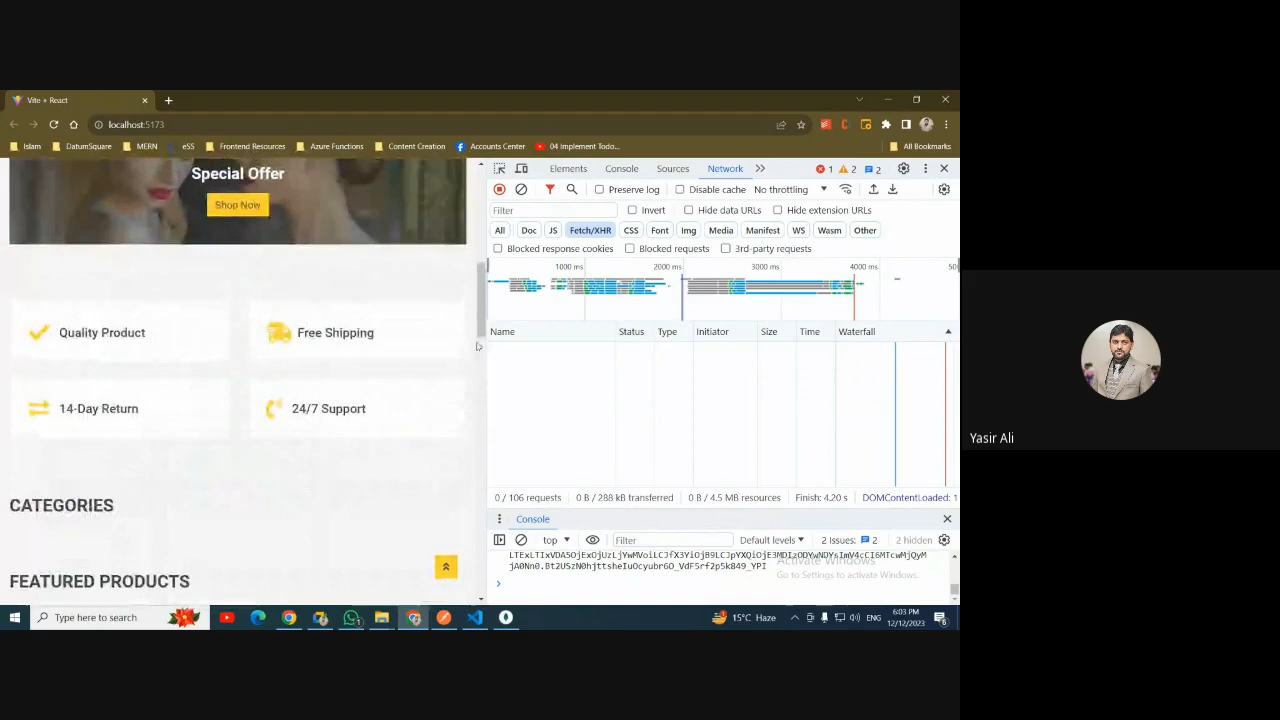 Vite + React
localhost:5173
Islam DatumSquare MERN eSS Frontend Resources Azure Functions Content Creation Accounts Center 04 Implement Todo... All Bookmarks
Special Offer
Shop Now
Quality Product
Free Shipping
14-Day Return
24/7 Support
CATEGORIES
FEATURED PRODUCTS
Elements Console Sources Network 1 2 2
Preserve log Disable cache No throttling
Filter Invert Hide data URLs Hide extension URLs
All Doc JS Fetch/XHR CSS Font Img Media Manifest WS Wasm Other
Blocked response cookies Blocked requests 3rd-party requests
1000 ms 2000 ms 3000 ms 4000 ms
Name Status Type Initiator Size Time Waterfall
0 / 106 requests 0 B / 288 kB transferred 0 B / 4.5 MB resources Finish: 4.20 s DOMContentLoaded: 1
Console
top Filter Default levels 2 Issues: 2 2 hidden
Activate Windows
Go to Settings to activate Windows.
Type here to search
15°C Haze ENG
6:03 PM
12/12/2023
Yasir Ali